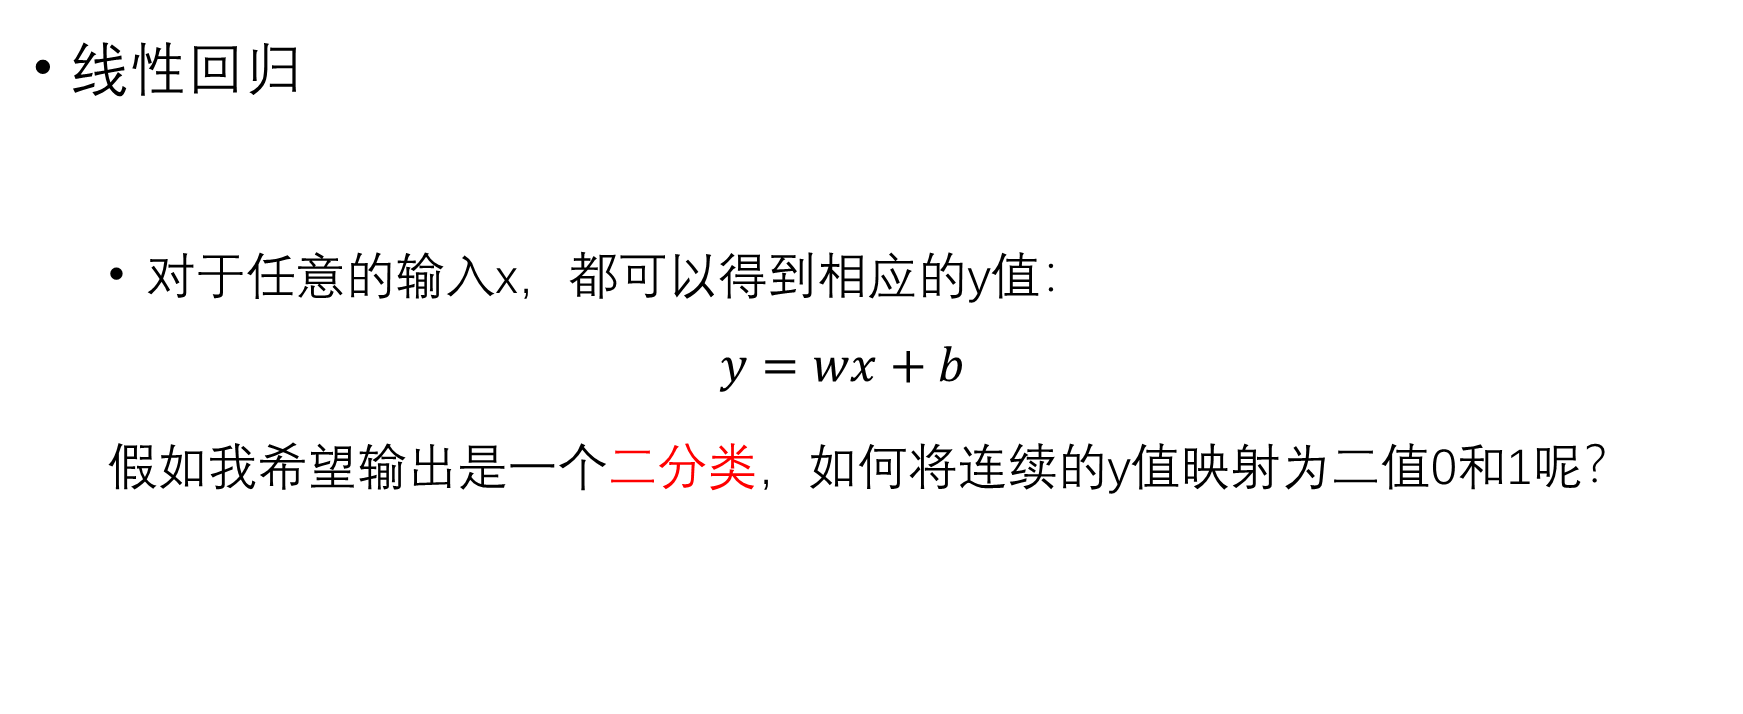 • 线性回归
• 对于任意的输入x，都可以得到相应的y值：
y = wx + b
假如我希望输出是一个二分类，如何将连续的y值映射为二值0和1呢？